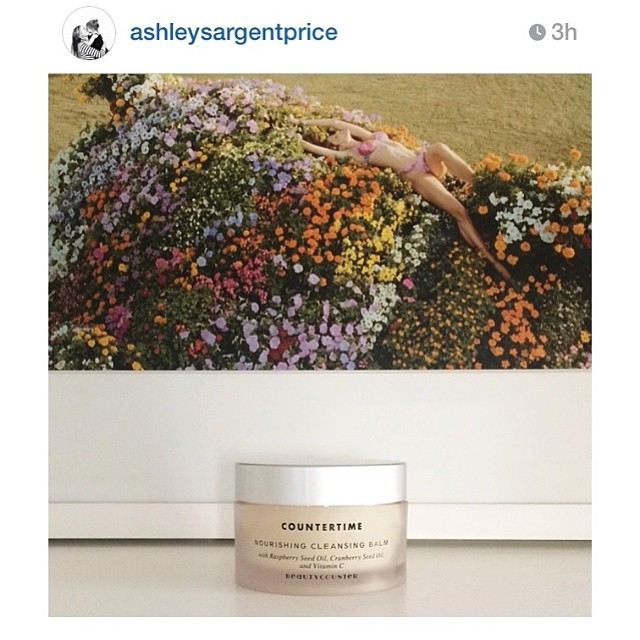 ashleysargentprice
3h
COUNTERTIME
NOURISHING CLEANSING BALM
with Raspberry Seed Oil, Cranberry Seed Oil
and Vitamin C
BEAUTYCOUNTER